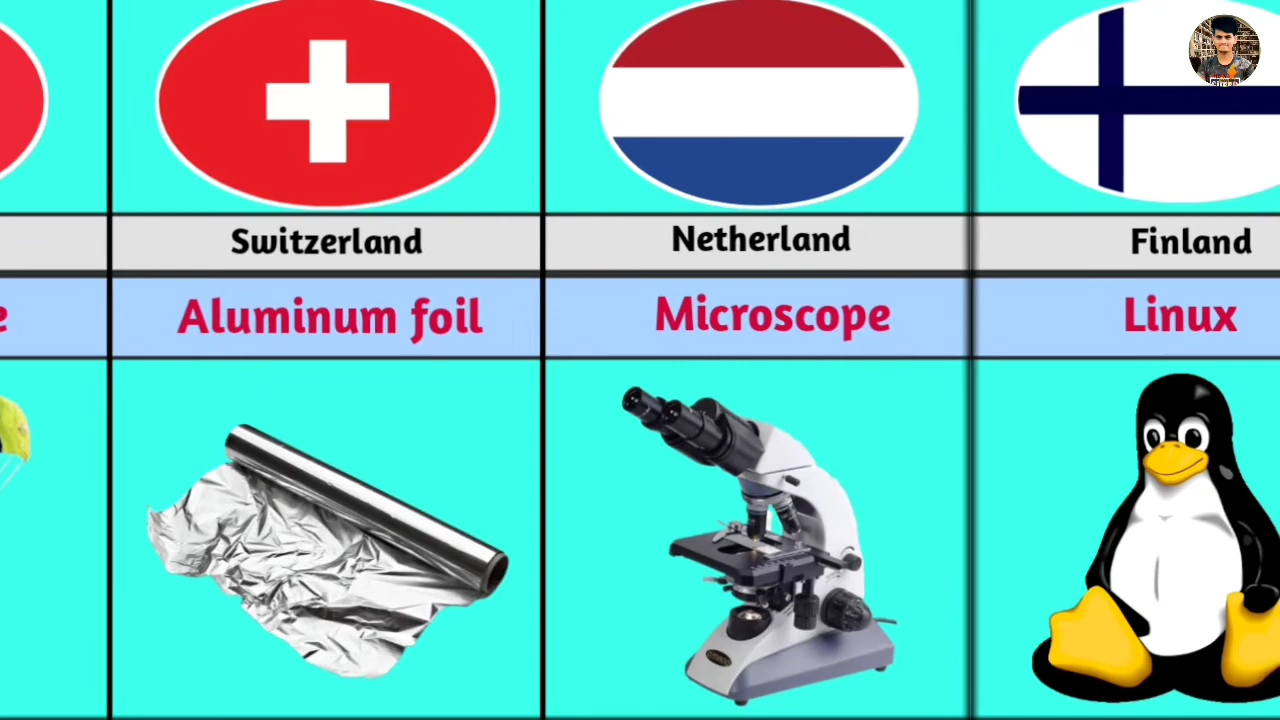 Switzerland
Netherland
Finland
Aluminum foil
Microscope
Linux